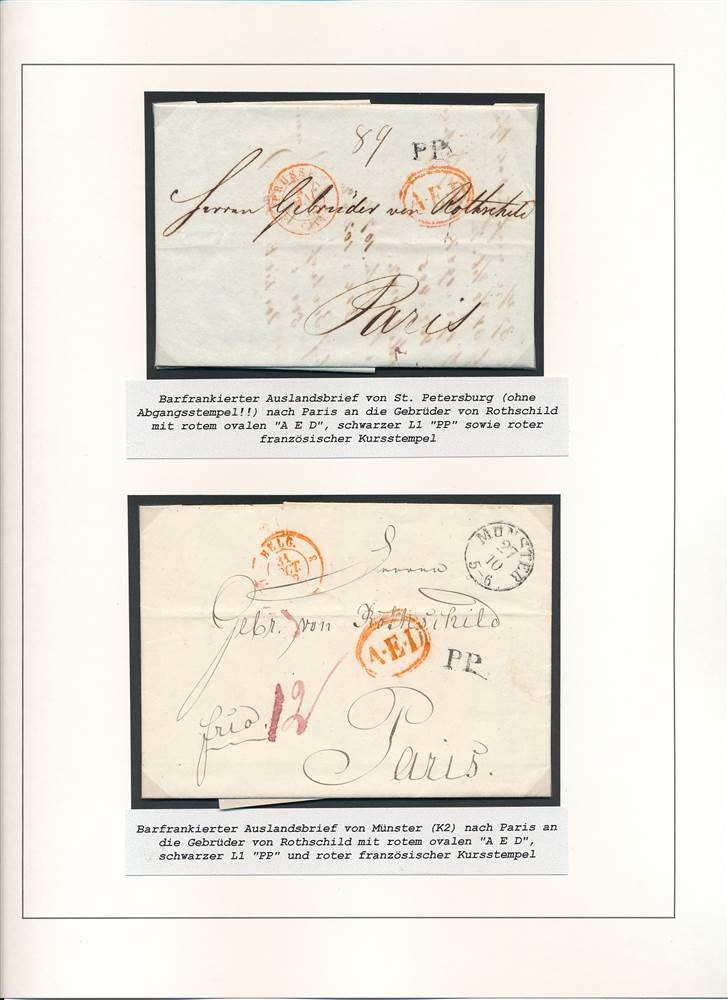 89
PP.
PRUSS
A·E·D
Herren Gebrüder von Rothschild
Paris
Barfrankierter Auslandsbrief von St. Petersburg (ohne
Abgangsstempel!!) nach Paris an die Gebrüder von Rothschild
mit rotem ovalen "A E D", schwarzer L1 "PP" sowie roter
französischer Kursstempel
BELG.
31
OCT.
MÜNSTER
27
10
5-6
Herren
Gebr. von Rothschild
A·E·D
PP.
frco.
12
Paris.
Barfrankierter Auslandsbrief von Münster (K2) nach Paris an
die Gebrüder von Rothschild mit rotem ovalen "A E D",
schwarzer L1 "PP" und roter französischer Kursstempel